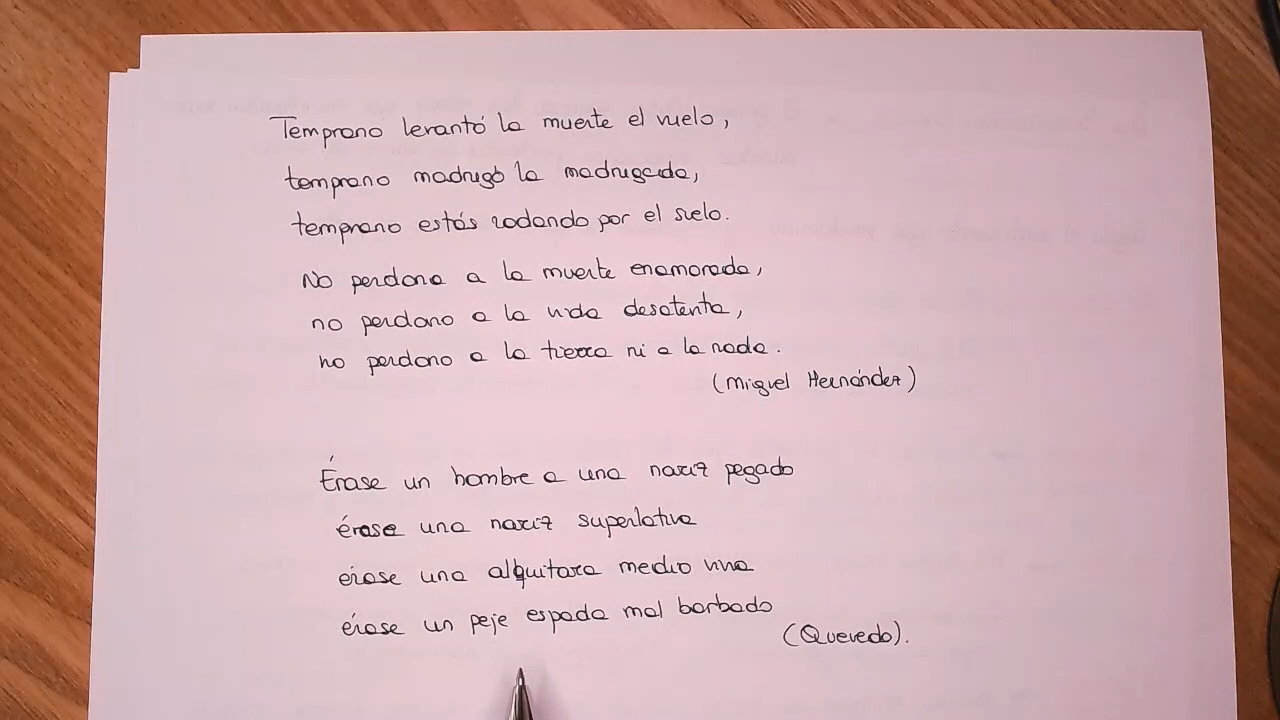 Temprano levantó la muerte el vuelo,
temprano madrugó la madrugada,
temprano estás rodando por el suelo.
No perdono a la muerte enamorada,
no perdono a la vida desatenta,
no perdono a la tierra ni a la nada.
(Miguel Hernández)
Érase un hombre a una nariz pegado
érase una nariz superlativa
érase una alquitara medio viva
érase un peje espada mal barbado
(Quevedo).